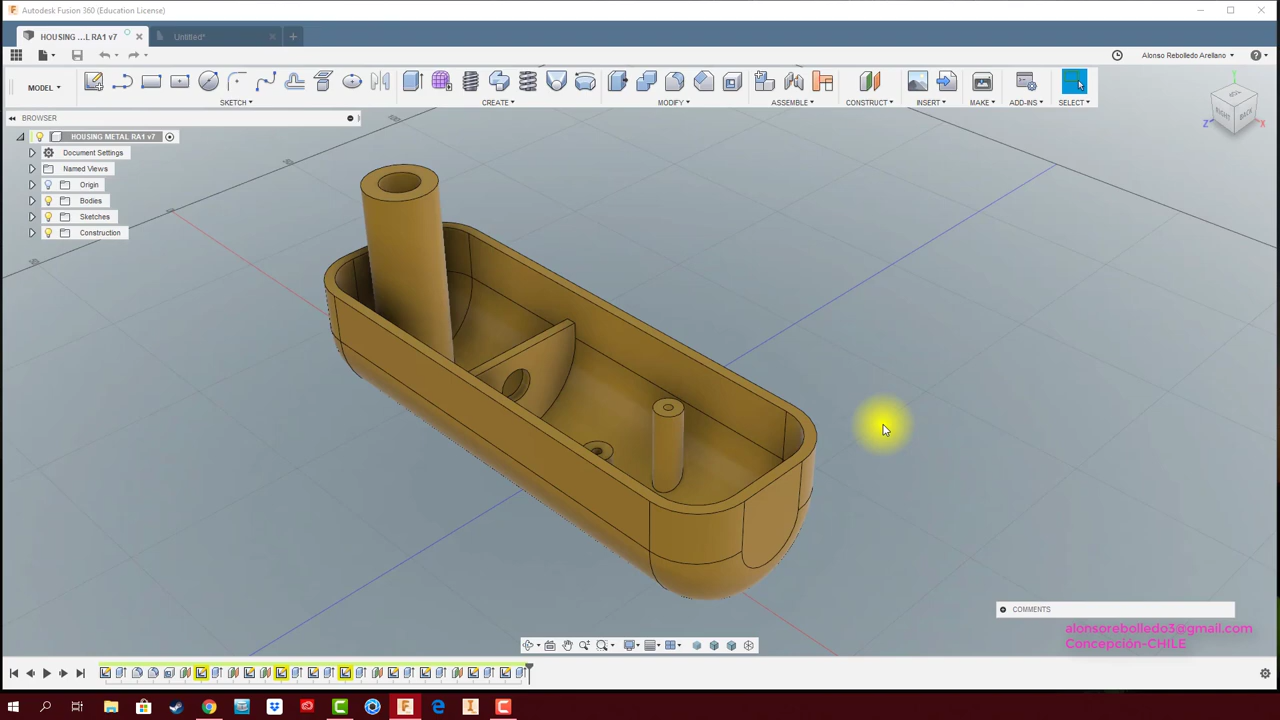 Autodesk Fusion 360 (Education License)
HOUSING ...L RA1 v7
Untitled*
Alonso Rebolledo Arellano
MODEL
SKETCH
CREATE
MODIFY
ASSEMBLE
CONSTRUCT
INSERT
MAKE
ADD-INS
SELECT
BROWSER
HOUSING METAL RA1 v7
Document Settings
Named Views
Origin
Bodies
Sketches
Construction
Y
RIGHT
BACK
Z
X
COMMENTS
alonsorebolledo3@gmail.com
Concepción-CHILE